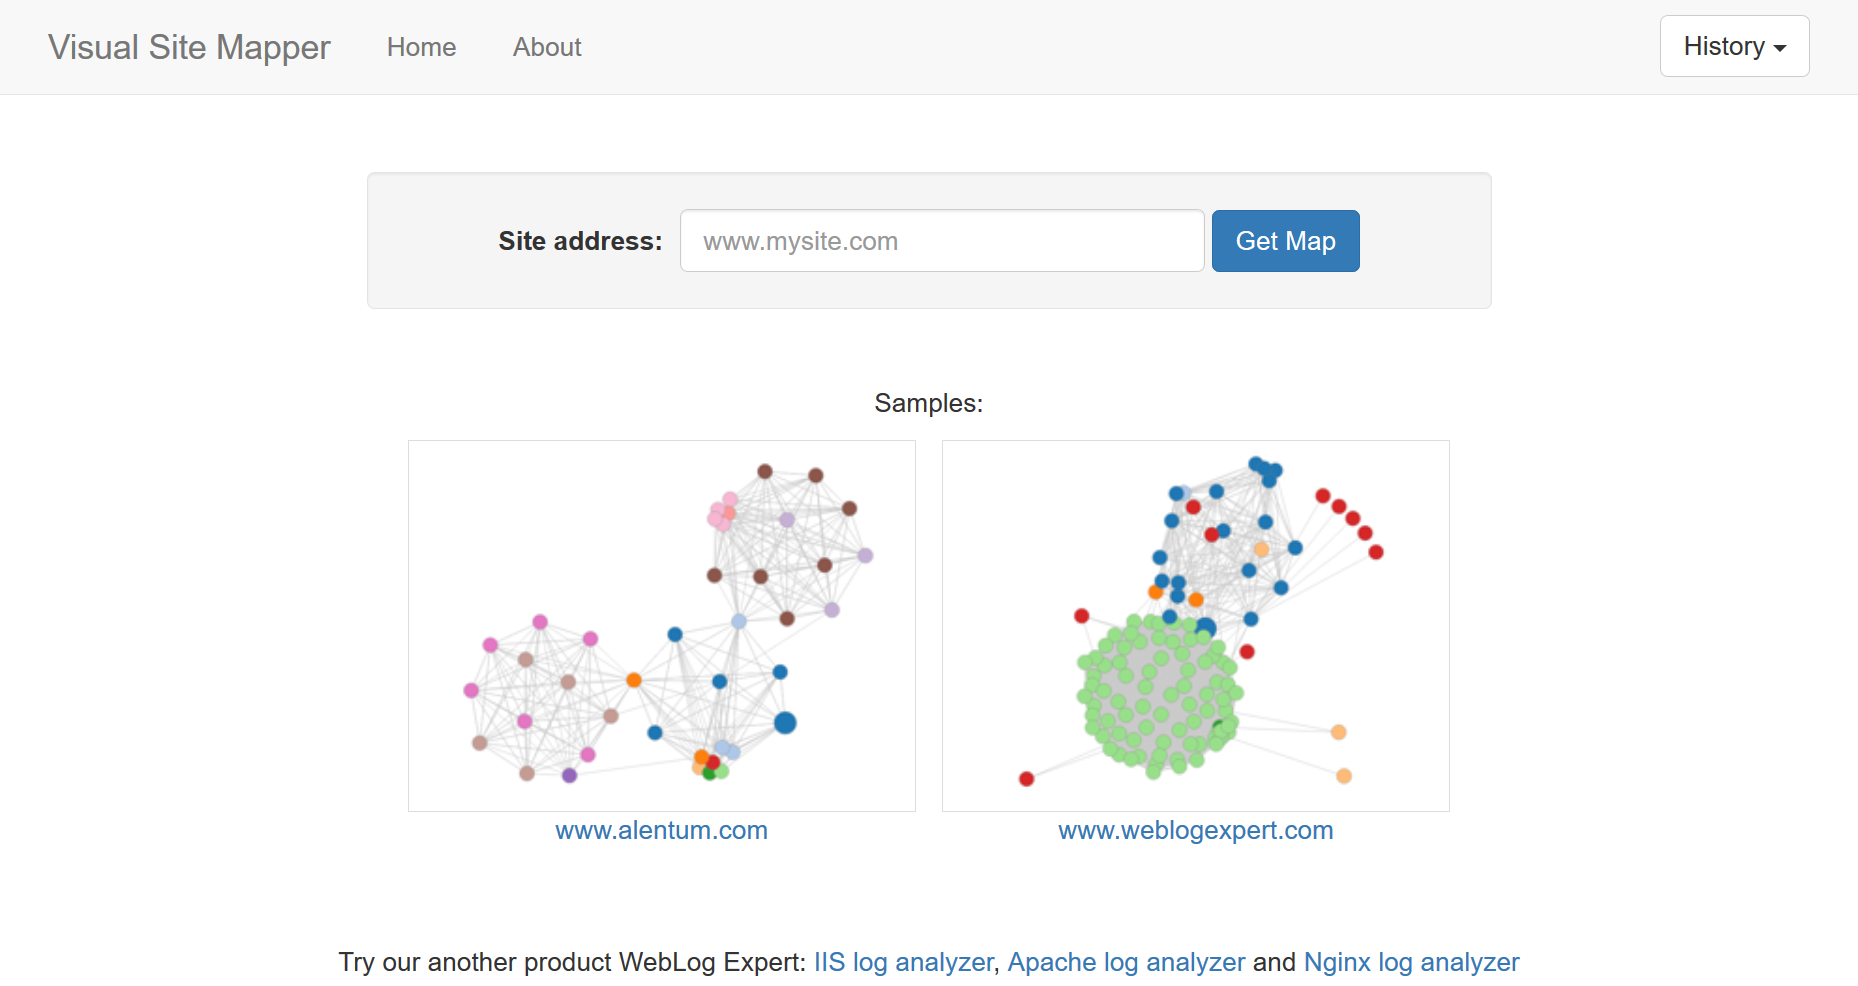 Visual Site Mapper Home About History
Site address: www.mysite.com Get Map
Samples:
www.alentum.com www.weblogexpert.com
Try our another product WebLog Expert: IIS log analyzer, Apache log analyzer and Nginx log analyzer